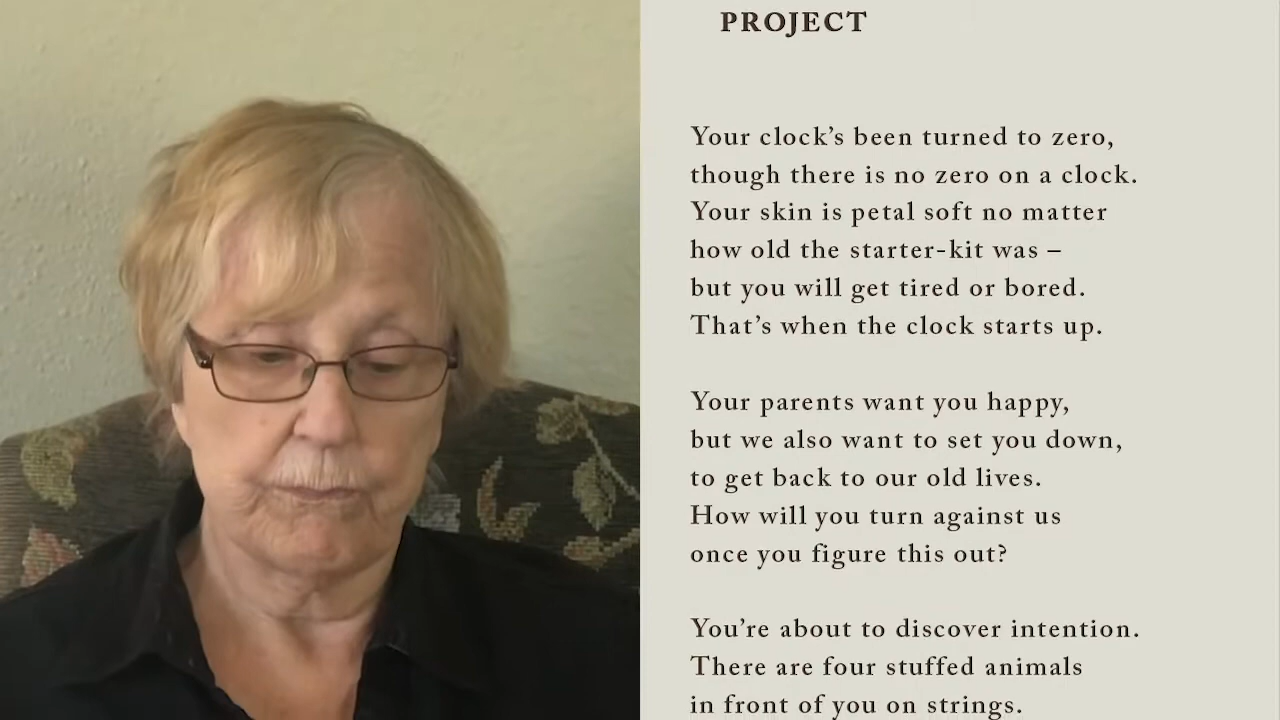 PROJECT
Your clock’s been turned to zero,
though there is no zero on a clock.
Your skin is petal soft no matter
how old the starter-kit was –
but you will get tired or bored.
That’s when the clock starts up.
Your parents want you happy,
but we also want to set you down,
to get back to our old lives.
How will you turn against us
once you figure this out?
You’re about to discover intention.
There are four stuffed animals
in front of you on strings.